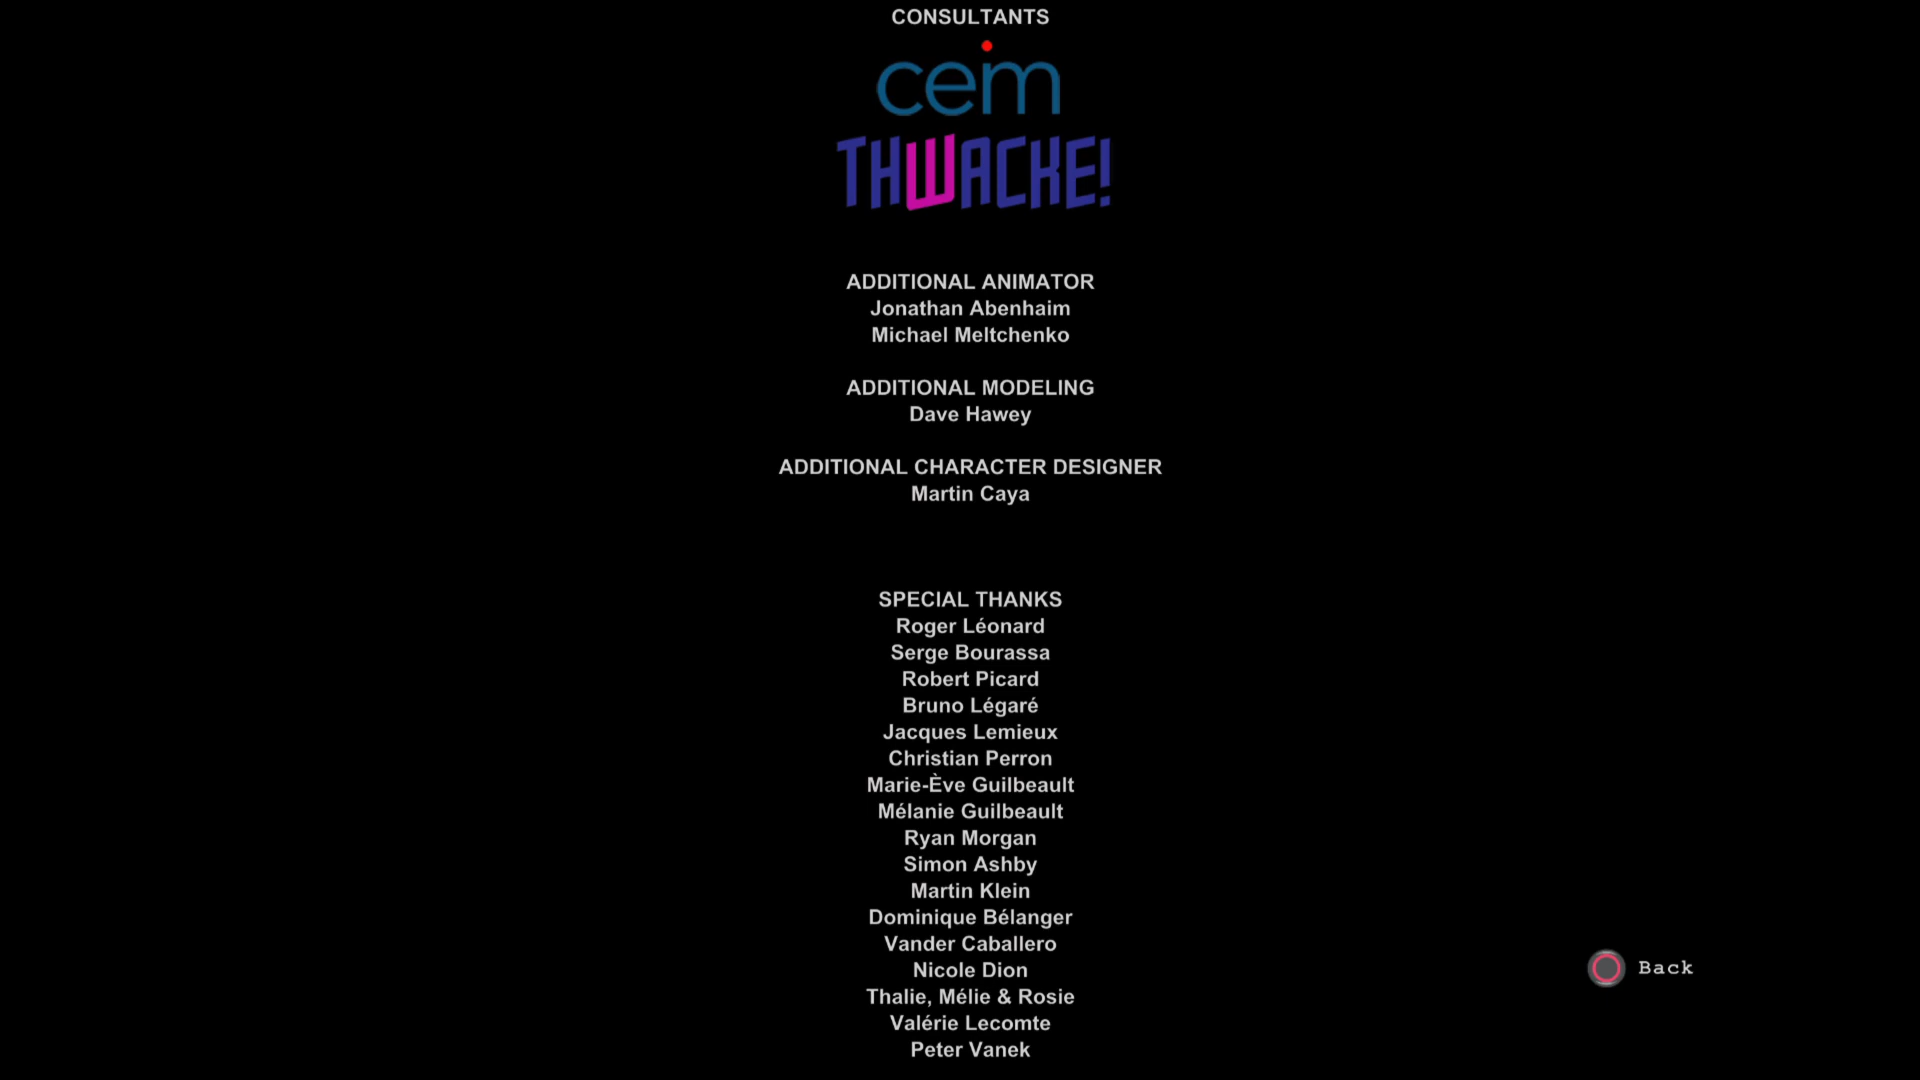 CONSULTANTS
cem
THWACKE!
ADDITIONAL ANIMATOR
Jonathan Abenhaim
Michael Meltchenko
ADDITIONAL MODELING
Dave Hawey
ADDITIONAL CHARACTER DESIGNER
Martin Caya
SPECIAL THANKS
Roger Léonard
Serge Bourassa
Robert Picard
Bruno Légaré
Jacques Lemieux
Christian Perron
Marie-Ève Guilbeault
Mélanie Guilbeault
Ryan Morgan
Simon Ashby
Martin Klein
Dominique Bélanger
Vander Caballero
Nicole Dion
Thalie, Mélie & Rosie
Valérie Lecomte
Peter Vanek
Back